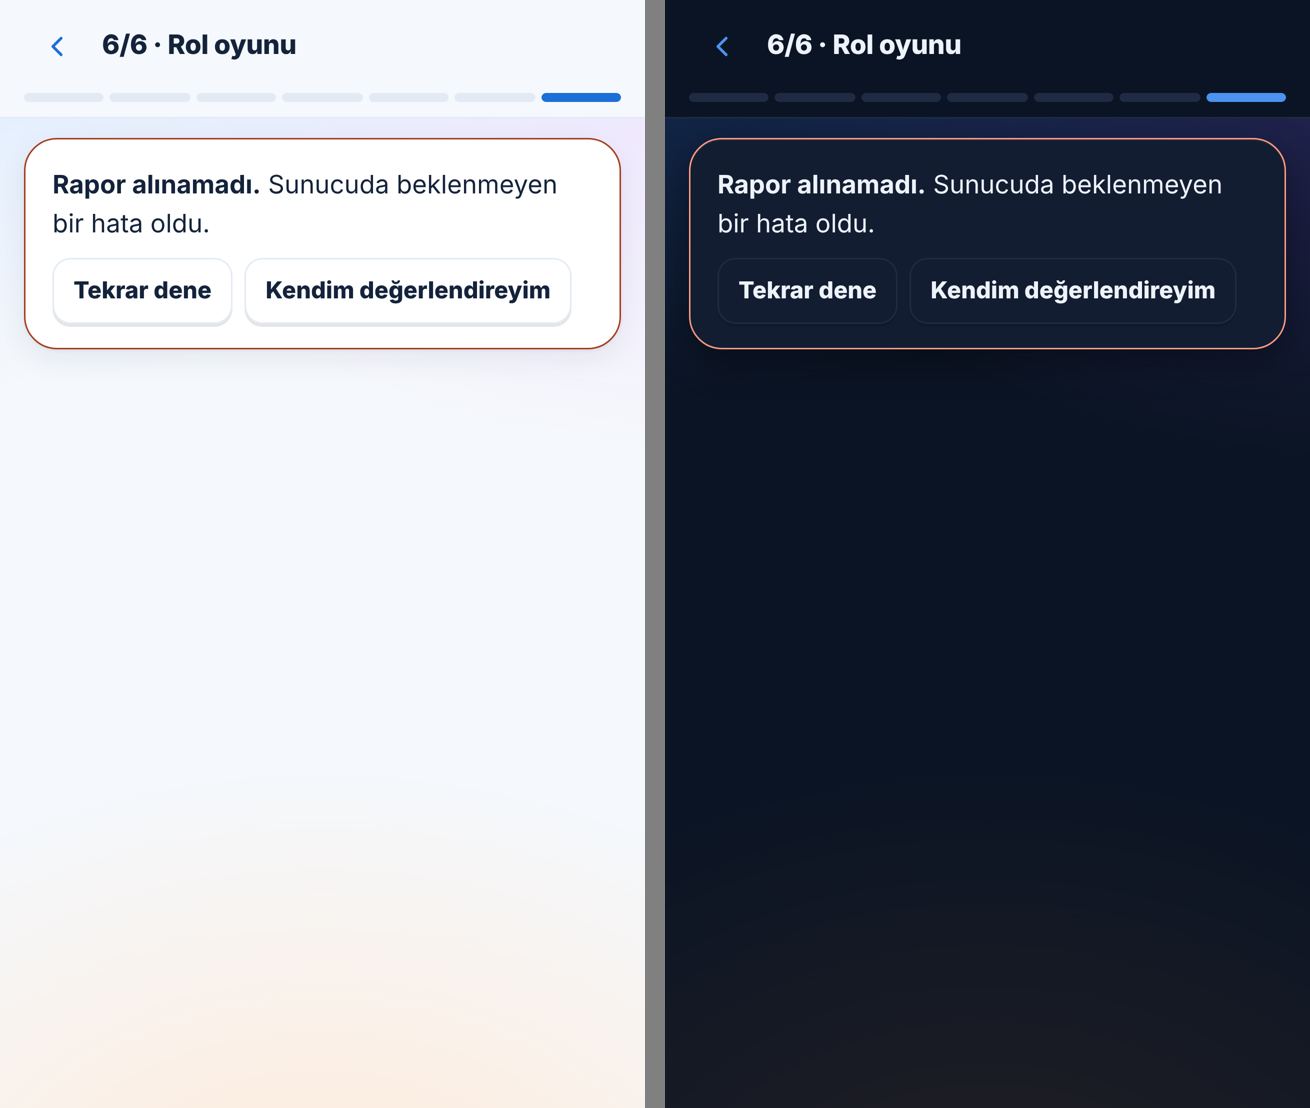 6/6 · Rol oyunu
Rapor alınamadı. Sunucuda beklenmeyen
bir hata oldu.
Tekrar dene
Kendim değerlendireyim
6/6 · Rol oyunu
Rapor alınamadı. Sunucuda beklenmeyen
bir hata oldu.
Tekrar dene
Kendim değerlendireyim